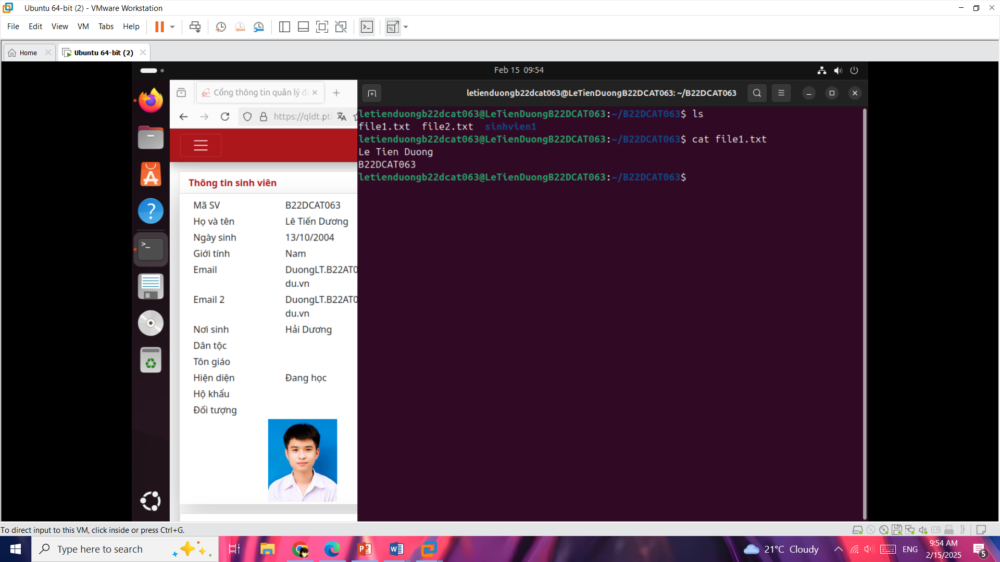 Ubuntu 64-bit (2) - VMware Workstation
File Edit View VM Tabs Help
Home
Ubuntu 64-bit (2)
Feb 15 09:54
Cổng thông tin quản lý
https://qldt.pt
Thông tin sinh viên
Mã SV B22DCAT063
Họ và tên Lê Tiến Dương
Ngày sinh 13/10/2004
Giới tính Nam
Email DuongLT.B22AT0
du.vn
Email 2 DuongLT.B22AT0
du.vn
Nơi sinh Hải Dương
Dân tộc
Tôn giáo
Hiện diện Đang học
Hộ khẩu
Đối tượng
letienduongb22dcat063@LeTienDuongB22DCAT063: ~/B22DCAT063
letienduongb22dcat063@LeTienDuongB22DCAT063:~/B22DCAT063$ ls
file1.txt file2.txt sinhvien1
letienduongb22dcat063@LeTienDuongB22DCAT063:~/B22DCAT063$ cat file1.txt
Le Tien Duong
B22DCAT063
letienduongb22dcat063@LeTienDuongB22DCAT063:~/B22DCAT063$
To direct input to this VM, click inside or press Ctrl+G.
Type here to search
21°C Cloudy
ENG
9:54 AM
2/15/2025
5